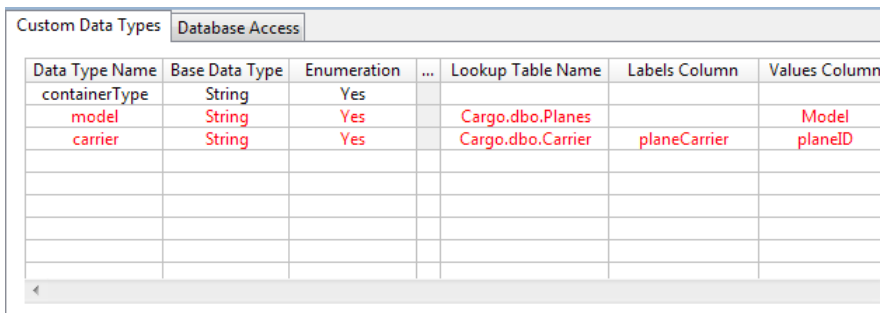 Custom Data Types Database Access
Data Type Name Base Data Type Enumeration ... Lookup Table Name Labels Column Values Column
containerType String Yes
model String Yes Cargo.dbo.Planes Model
carrier String Yes Cargo.dbo.Carrier planeCarrier planeID